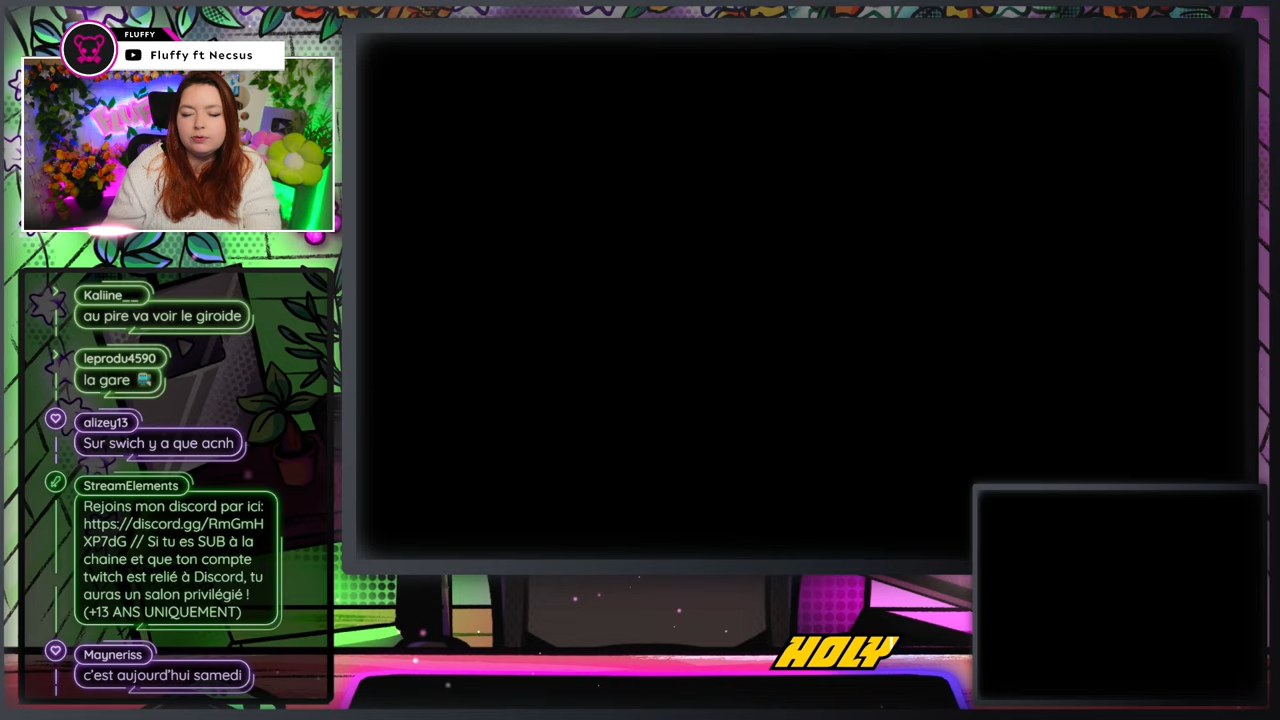 FLUFFY
Fluffy ft Necsus
Kaliine__
au pire va voir le giroide
leprodu4590
la gare
alizey13
Sur swich y a que acnh
StreamElements
Rejoins mon discord par ici:
https://discord.gg/RmGmH
XP7dG // Si tu es SUB à la
chaine et que ton compte
twitch est relié à Discord, tu
auras un salon privilégié !
(+13 ANS UNIQUEMENT)
Mayneriss
c'est aujourd'hui samedi
HOLY